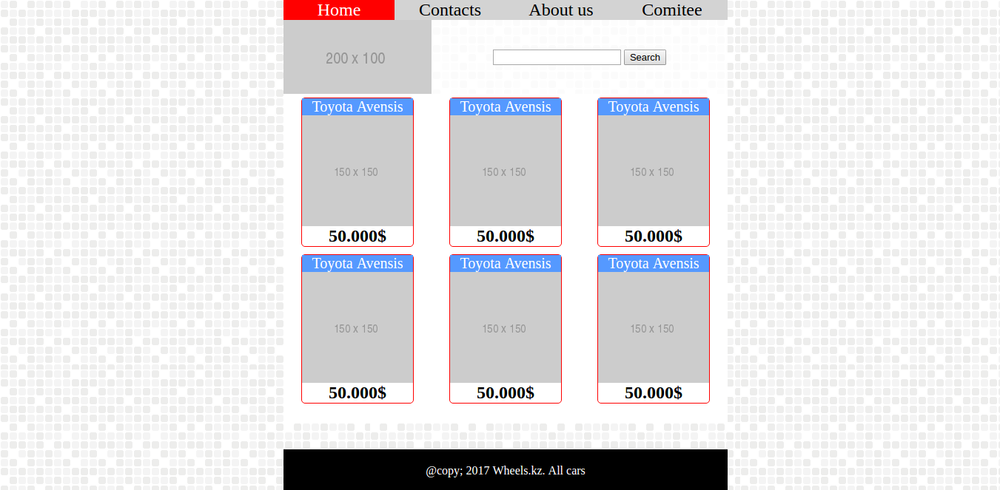 Home Contacts About us Comitee
200 x 100
Search
Toyota Avensis Toyota Avensis Toyota Avensis
150 x 150 150 x 150 150 x 150
50.000$ 50.000$ 50.000$
Toyota Avensis Toyota Avensis Toyota Avensis
150 x 150 150 x 150 150 x 150
50.000$ 50.000$ 50.000$
@copy; 2017 Wheels.kz. All cars